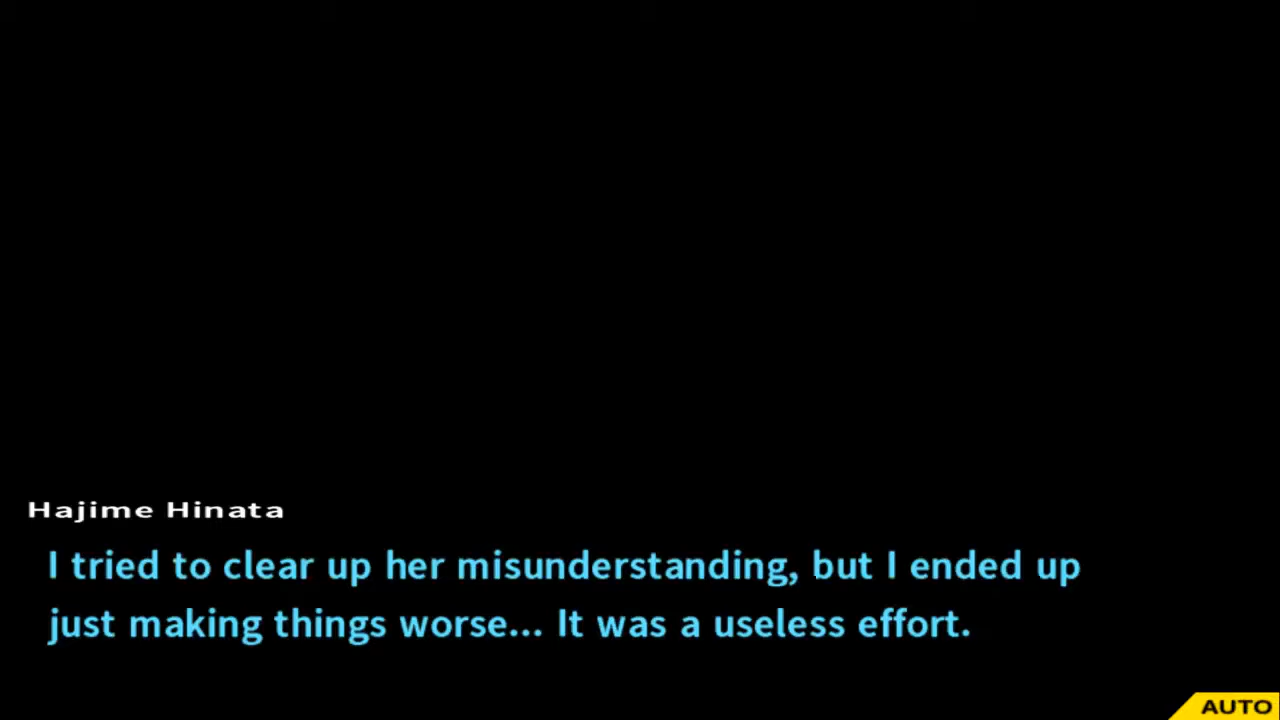 Hajime Hinata
I tried to clear up her misunderstanding, but I ended up
just making things worse... It was a useless effort.
AUTO